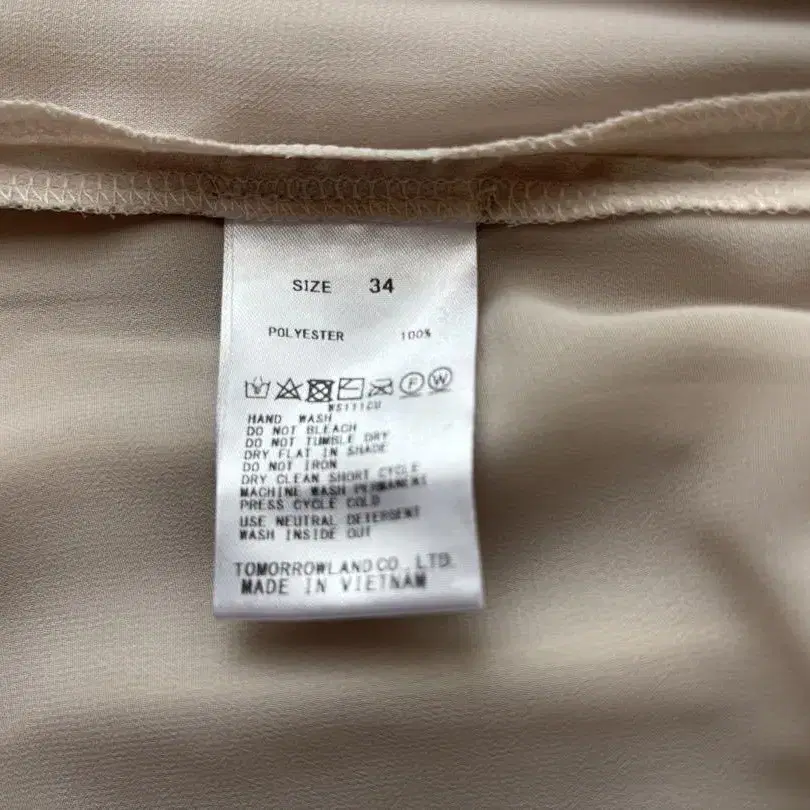 SIZE 34
POLYESTER 100%
F W
HAND WASH
DO NOT BLEACH
DO NOT TUMBLE DRY
DRY FLAT IN SHADE
DO NOT IRON
DRY CLEAN SHORT CYCLE
MACHINE WASH PERMANENT
PRESS CYCLE COLD
USE NEUTRAL DETERGENT
WASH INSIDE OUT
TOMORROWLAND CO., LTD.
MADE IN VIETNAM